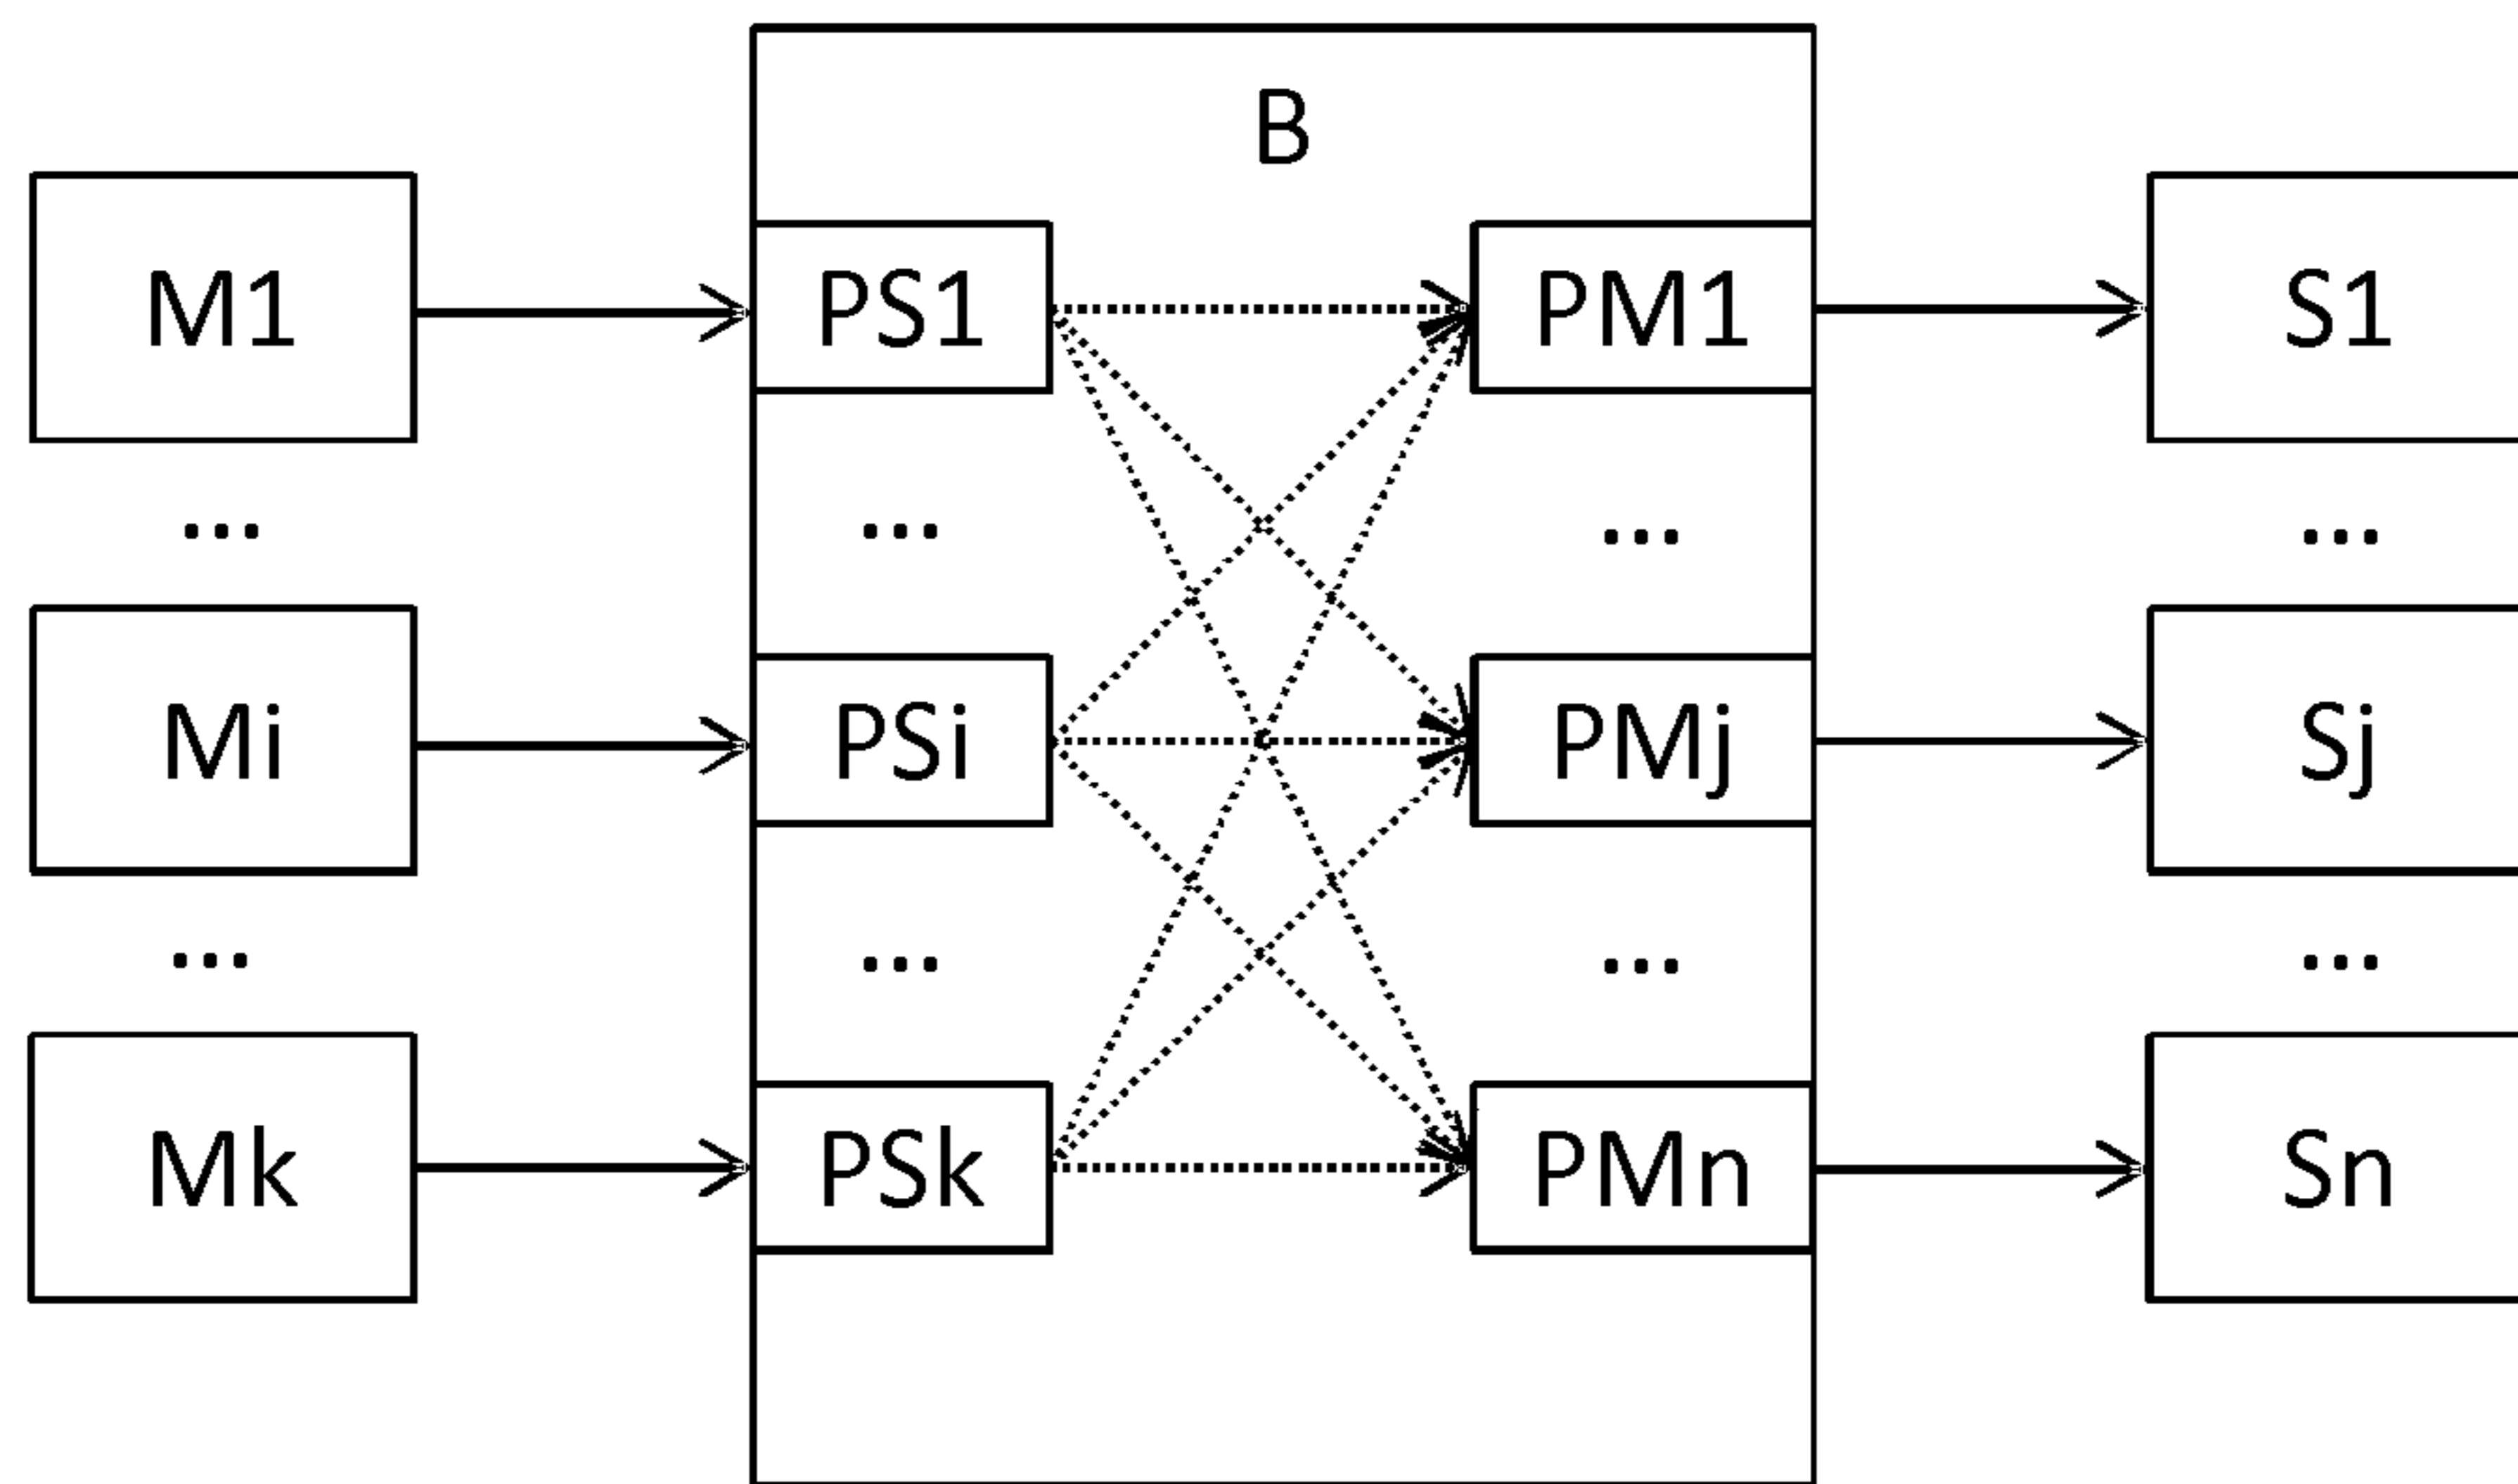 B
M1 PS1 PM1 S1
... ... ... ...
Mi PSi PMj Sj
... ... ... ...
Mk PSk PMn Sn